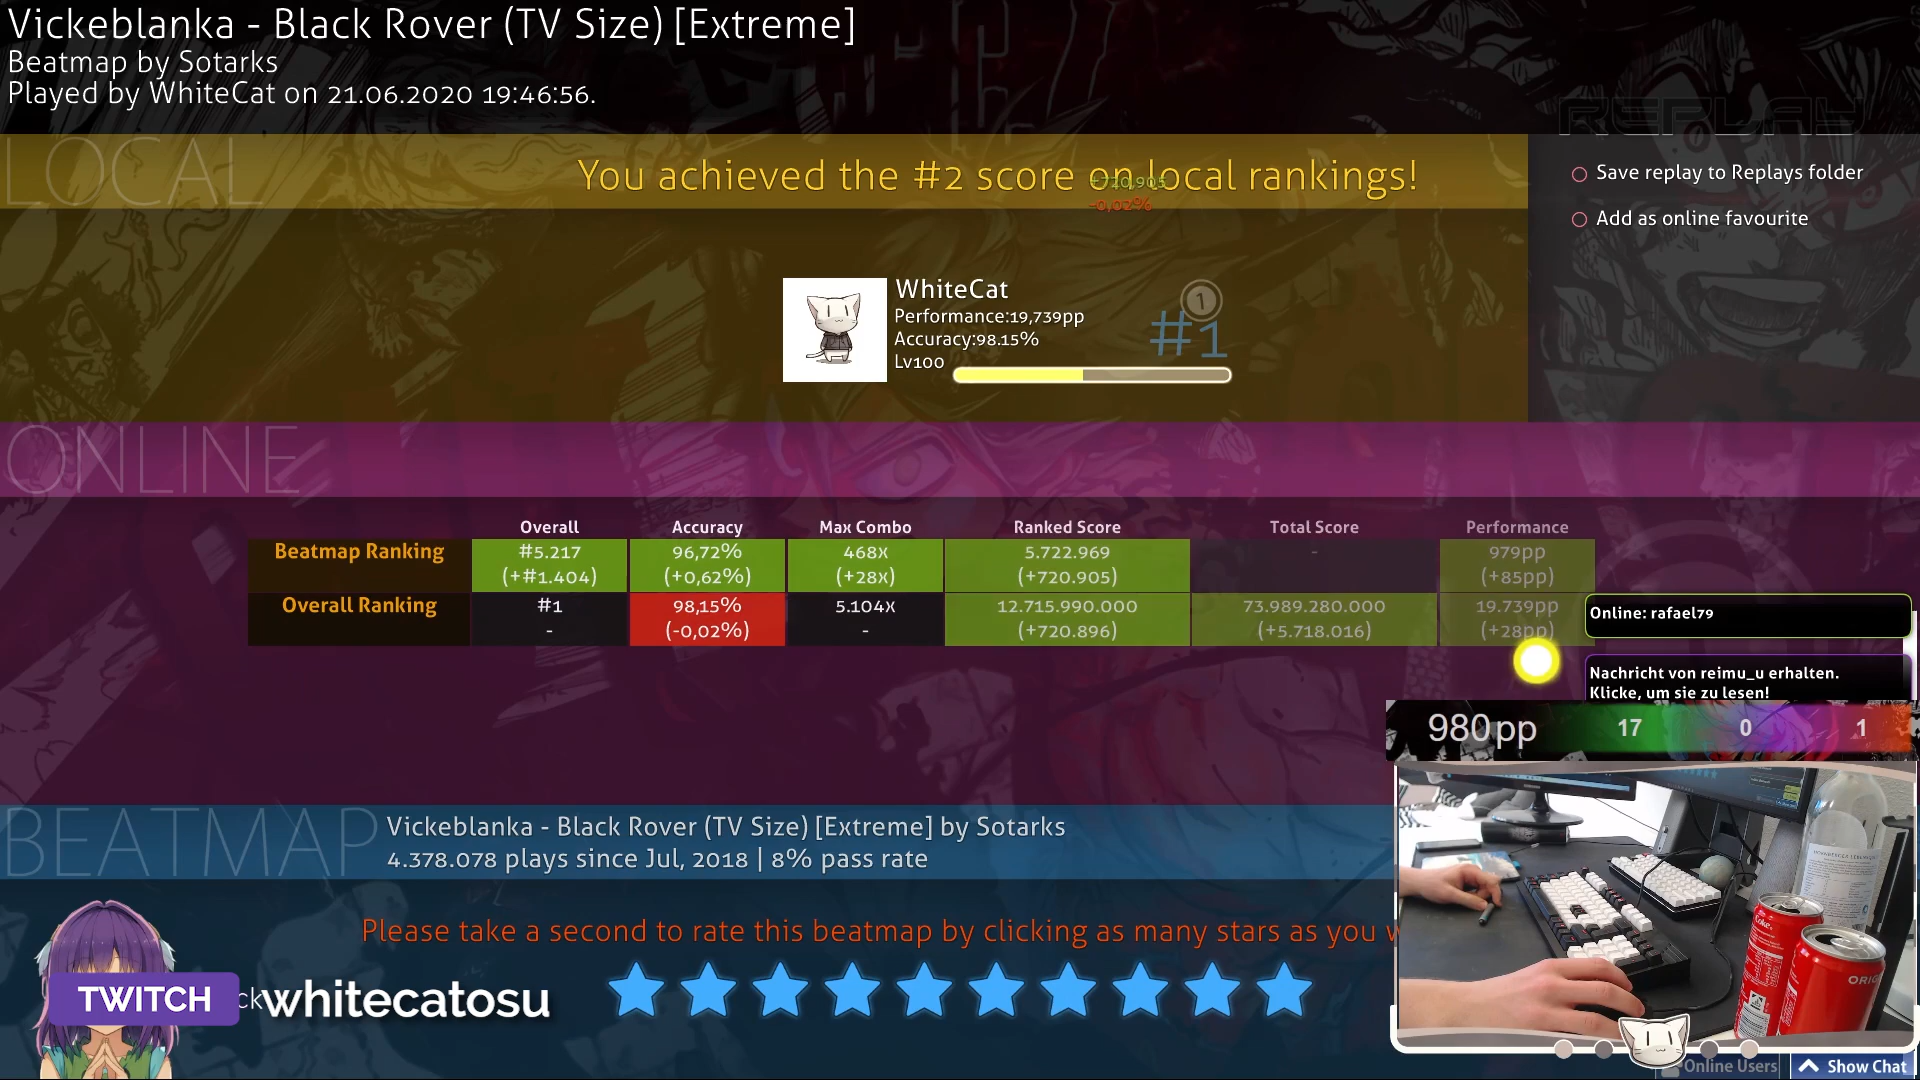 Vickeblanka - Black Rover (TV Size) [Extreme]
Beatmap by Sotarks
Played by WhiteCat on 21.06.2020 19:46:56.
REPLAY
LOCAL
You achieved the #2 score on local rankings!
+720,905
-0,02%
Save replay to Replays folder
Add as online favourite
WhiteCat
Performance:19,739pp
Accuracy:98.15%
Lv100
#1
1
ONLINE
Overall Accuracy Max Combo Ranked Score Total Score Performance
Beatmap Ranking #5.217 96,72% 468x 5.722.969 - 979pp
(+#1.404) (+0,62%) (+28x) (+720.905) (+85pp)
Overall Ranking #1 98,15% 5.104x 12.715.990.000 73.989.280.000 19.739pp
- (-0,02%) - (+720.896) (+5.718.016) (+28pp)
Online: rafael79
Nachricht von reimu_u erhalten.
Klicke, um sie zu lesen!
980pp 17 0 1
BEATMAP
Vickeblanka - Black Rover (TV Size) [Extreme] by Sotarks
4.378.078 plays since Jul, 2018 | 8% pass rate
Please take a second to rate this beatmap by clicking as many stars as you w
TWITCH
ck
whitecatosu
Coke
ORIG
Online Users
Show Chat